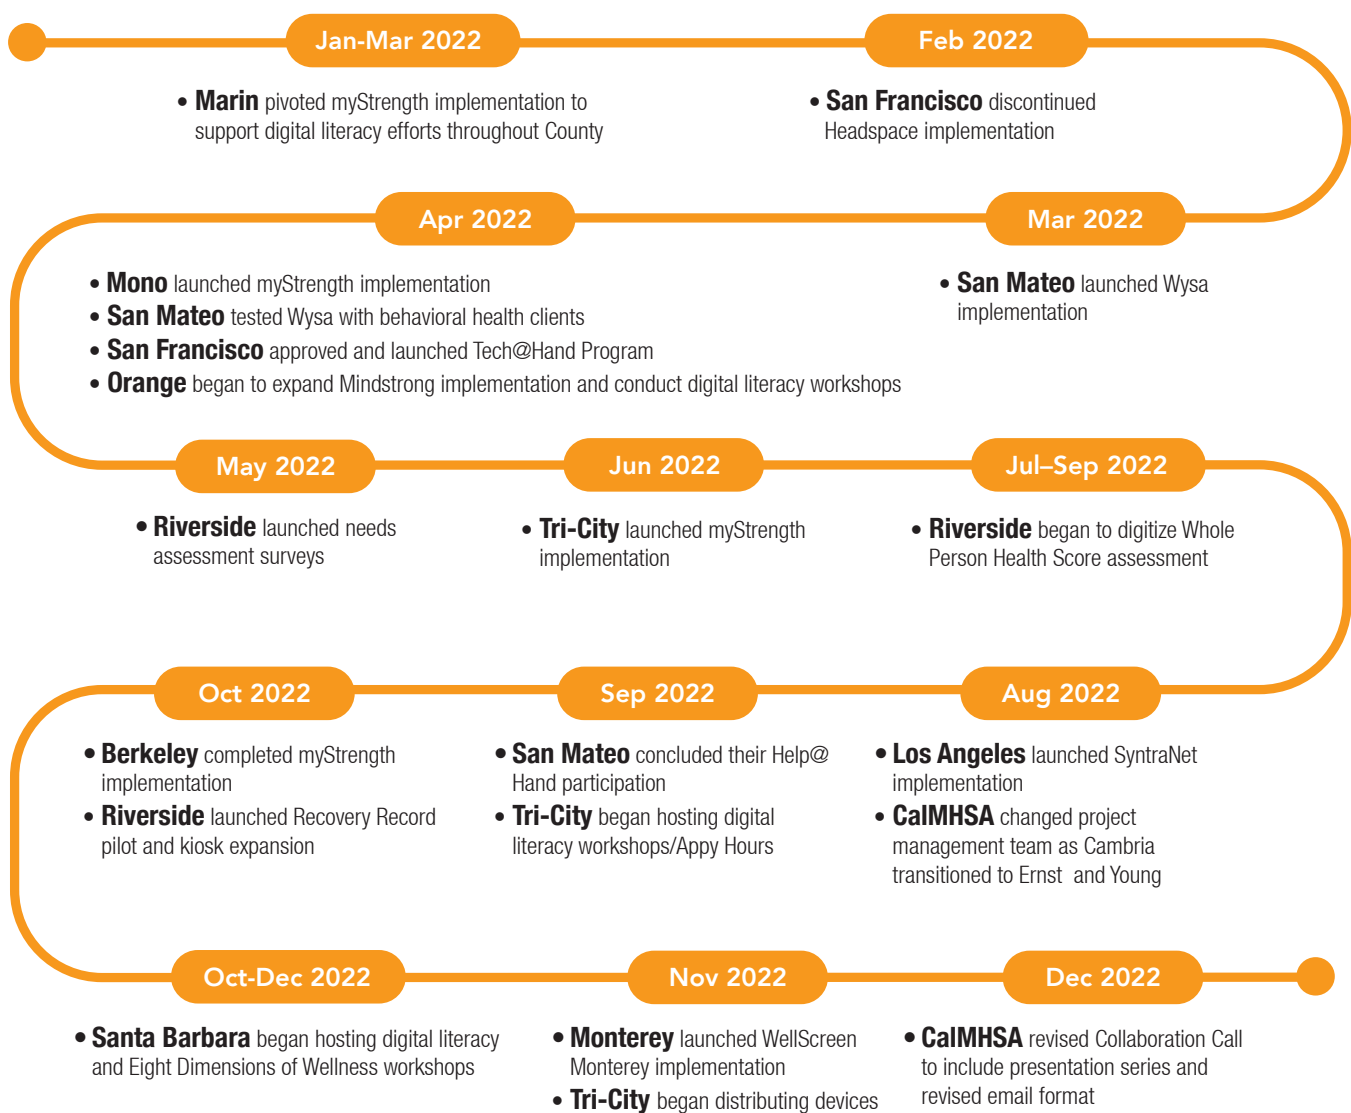 Jan-Mar 2022
• Marin pivoted myStrength implementation to
support digital literacy efforts throughout County
Feb 2022
• San Francisco discontinued
Headspace implementation
Mar 2022
• San Mateo launched Wysa
implementation
Apr 2022
• Mono launched myStrength implementation
• San Mateo tested Wysa with behavioral health clients
• San Francisco approved and launched Tech@Hand Program
• Orange began to expand Mindstrong implementation and conduct digital literacy workshops
May 2022
• Riverside launched needs
assessment surveys
Jun 2022
• Tri-City launched myStrength
implementation
Jul–Sep 2022
• Riverside began to digitize Whole
Person Health Score assessment
Aug 2022
• Los Angeles launched SyntraNet
implementation
• CalMHSA changed project
management team as Cambria
transitioned to Ernst and Young
Sep 2022
• San Mateo concluded their Help@
Hand participation
• Tri-City began hosting digital
literacy workshops/Appy Hours
Oct 2022
• Berkeley completed myStrength
implementation
• Riverside launched Recovery Record
pilot and kiosk expansion
Oct-Dec 2022
• Santa Barbara began hosting digital literacy
and Eight Dimensions of Wellness workshops
Nov 2022
• Monterey launched WellScreen
Monterey implementation
• Tri-City began distributing devices
Dec 2022
• CalMHSA revised Collaboration Call
to include presentation series and
revised email format